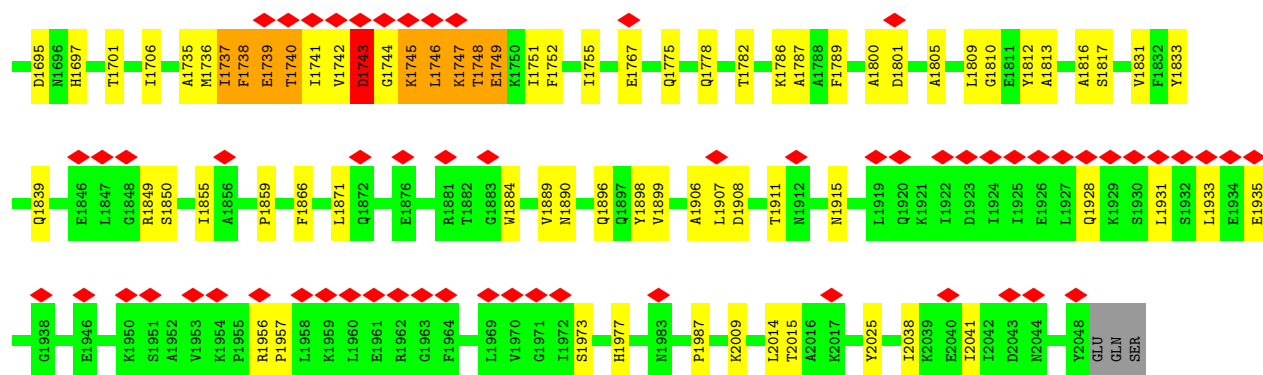 D1695 N1696 H1697 T1701 I1706 A1735 M1736 I1737 F1738 E1739 T1740 I1741 V1742 D1743 G1744 K1745 L1746 K1747 T1748 E1749 K1750 I1751 F1752 I1755 E1767 Q1775 Q1778 T1782 K1786 A1787 A1788 F1789 A1800 D1801 A1805 L1809 G1810 E1811 Y1812 A1813 A1816 S1817 V1831 F1832 Y1833
Q1839 E1846 L1847 G1848 R1849 S1850 I1855 A1856 P1859 F1866 L1871 Q1872 E1876 R1881 T1882 G1883 W1884 V1889 N1890 Q1896 Q1897 Y1898 V1899 A1906 L1907 D1908 T1911 N1912 N1915 L1919 Q1920 K1921 I1922 D1923 I1924 I1925 E1926 L1927 Q1928 K1929 S1930 L1931 S1932 L1933 E1934 E1935
G1938 E1946 K1950 S1951 A1952 V1953 K1954 P1955 R1956 P1957 L1958 K1959 L1960 E1961 R1962 G1963 F1964 L1969 V1970 G1971 I1972 S1973 H1977 N1983 P1987 K2009 L2014 T2015 A2016 K2017 Y2025 I2038 K2039 E2040 I2041 I2042 D2043 N2044 Y2048 GLU GLN SER